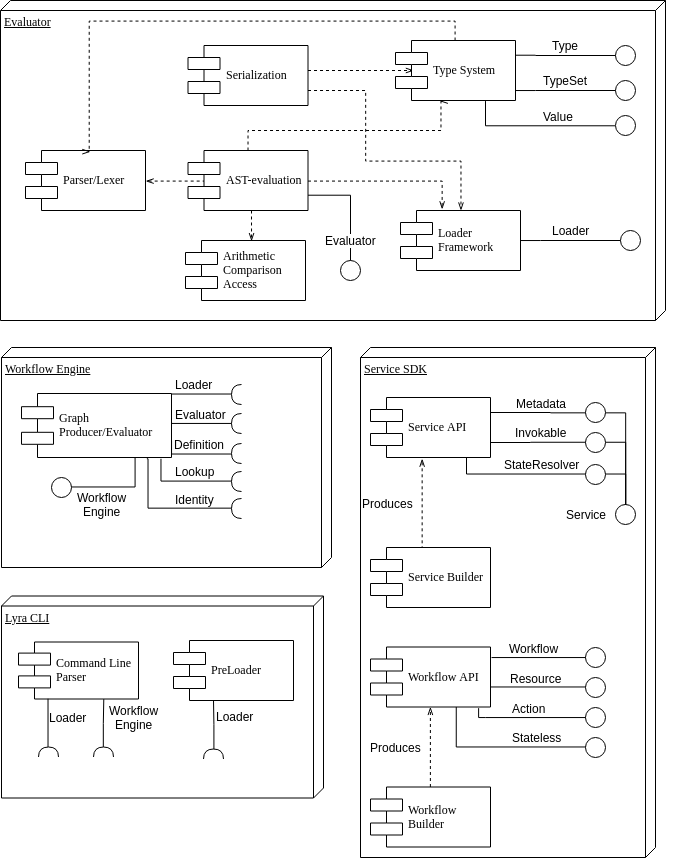 Evaluator
Type
Serialization
Type System
TypeSet
Value
Parser/Lexer
AST-evaluation
Evaluator
Loader
Framework
Loader
Arithmetic
Comparison
Access
Workflow Engine
Loader
Graph
Producer/Evaluator
Evaluator
Definition
Lookup
Workflow
Engine
Identity
Service SDK
Metadata
Service API
Invokable
StateResolver
Produces
Service
Service Builder
Workflow
Workflow API
Resource
Action
Stateless
Produces
Workflow
Builder
Lyra CLI
Command Line
Parser
PreLoader
Loader
Workflow
Engine
Loader